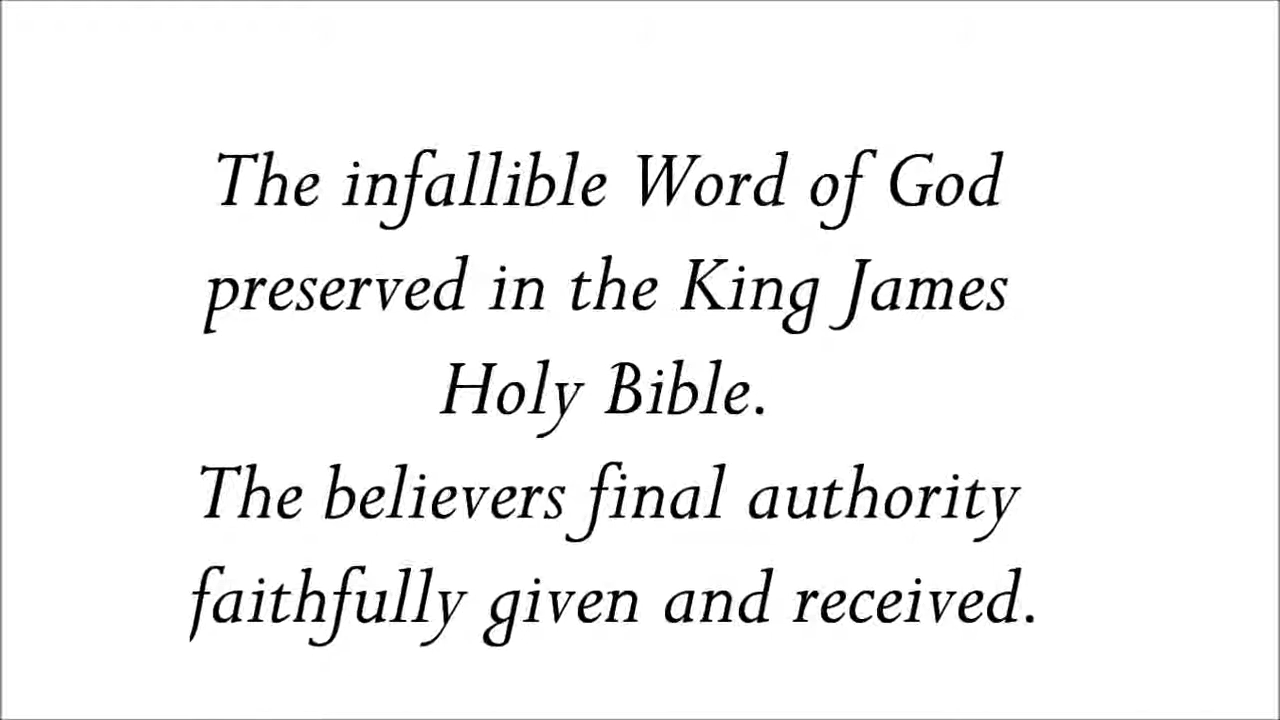 The infallible Word of God
preserved in the King James
Holy Bible.
The believers final authority
faithfully given and received.